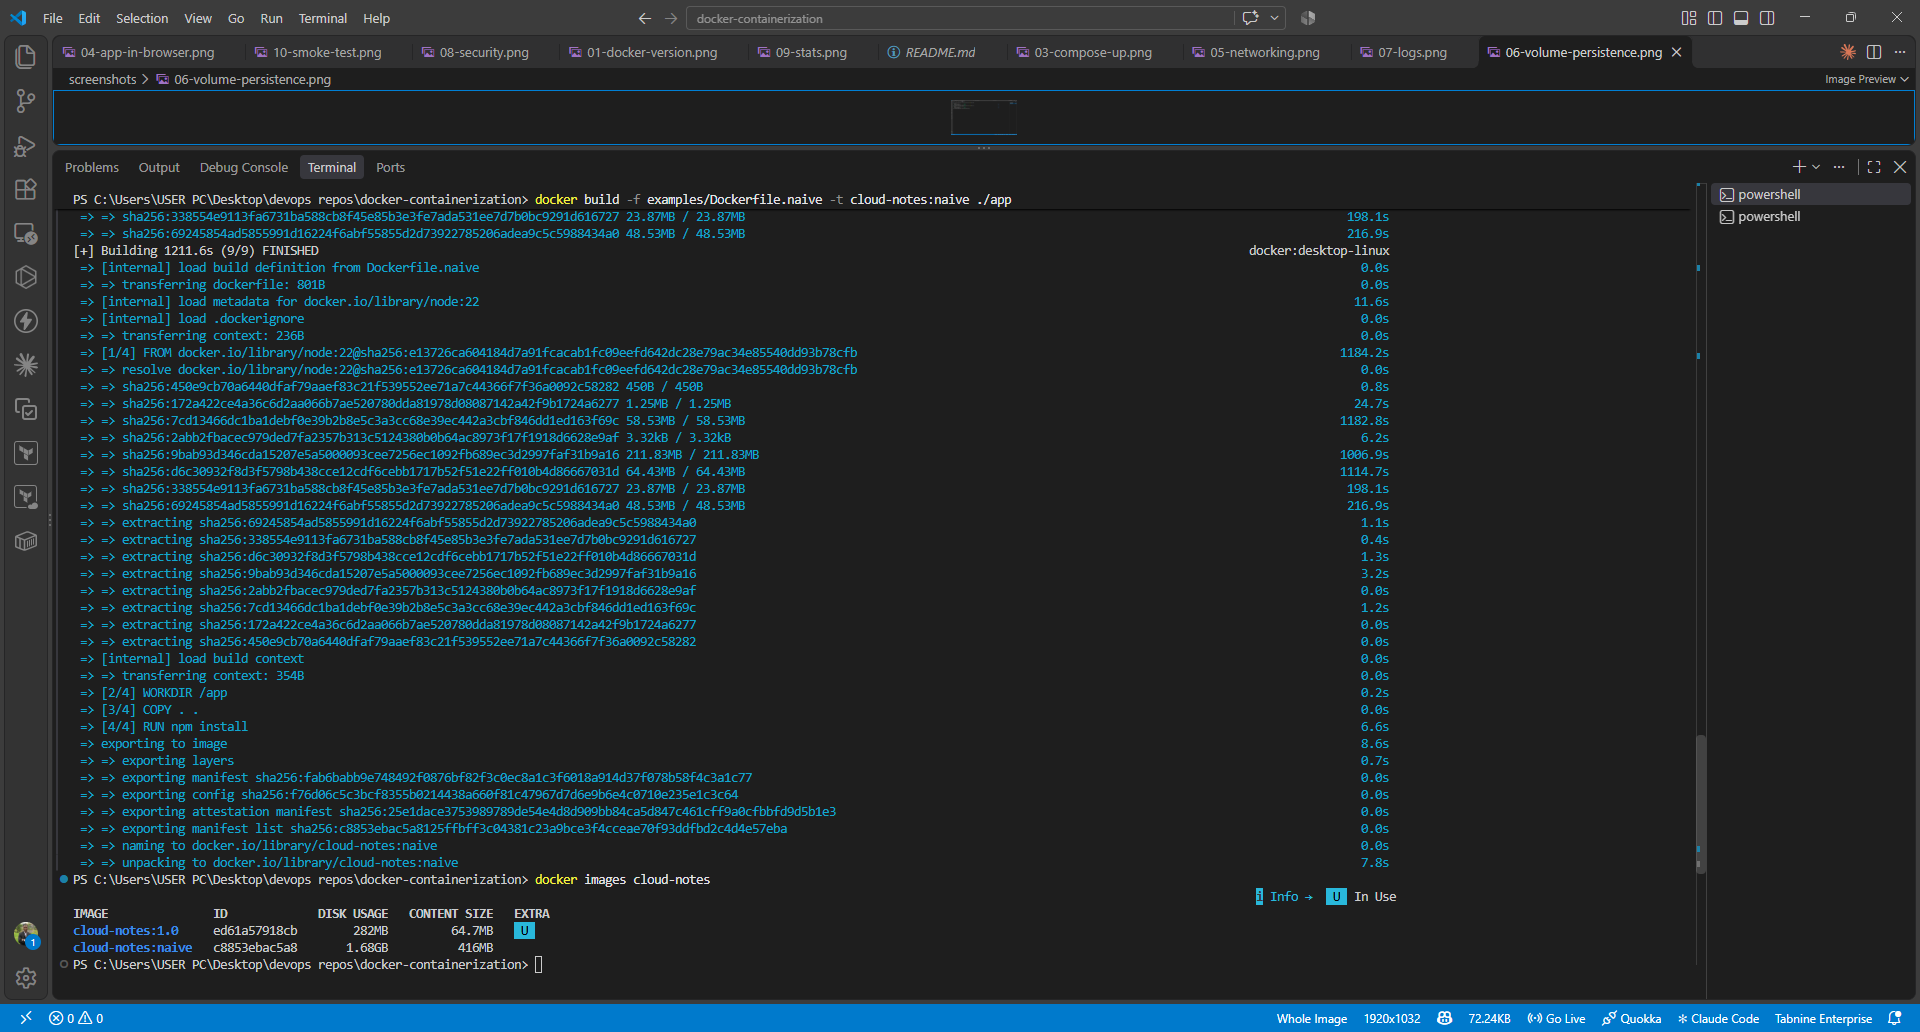 File Edit Selection View Go Run Terminal Help
docker-containerization
04-app-in-browser.png 10-smoke-test.png 08-security.png 01-docker-version.png 09-stats.png README.md 03-compose-up.png 05-networking.png 07-logs.png 06-volume-persistence.png
screenshots > 06-volume-persistence.png
Image Preview
Problems Output Debug Console Terminal Ports
powershell
powershell
PS C:\Users\USER PC\Desktop\devops repos\docker-containerization> docker build -f examples/Dockerfile.naive -t cloud-notes:naive ./app
=> => sha256:338554e9113fa6731ba588cb8f45e85b3e3fe7ada531ee7d7b0bc9291d616727 23.87MB / 23.87MB 198.1s
=> => sha256:69245854ad5855991d16224f6abf55855d2d73922785206adea9c5c5988434a0 48.53MB / 48.53MB 216.9s
[+] Building 1211.6s (9/9) FINISHED docker:desktop-linux
=> [internal] load build definition from Dockerfile.naive 0.0s
=> => transferring dockerfile: 801B 0.0s
=> [internal] load metadata for docker.io/library/node:22 11.6s
=> [internal] load .dockerignore 0.0s
=> => transferring context: 236B 0.0s
=> [1/4] FROM docker.io/library/node:22@sha256:e13726ca604184d7a91fcacab1fc09eefd642dc28e79ac34e85540dd93b78cfb 1184.2s
=> => resolve docker.io/library/node:22@sha256:e13726ca604184d7a91fcacab1fc09eefd642dc28e79ac34e85540dd93b78cfb 0.0s
=> => sha256:450e9cb70a6440dfaf79aaef83c21f539552ee71a7c44366f7f36a0092c58282 450B / 450B 0.8s
=> => sha256:172a422ce4a36c6d2aa066b7ae520780dda81978d08087142a42f9b1724a6277 1.25MB / 1.25MB 24.7s
=> => sha256:7cd13466dc1ba1debf0e39b2b8e5c3a3cc68e39ec442a3cbf846dd1ed163f69c 58.53MB / 58.53MB 1182.8s
=> => sha256:2abb2fbacec979ded7fa2357b313c5124380b0b64ac8973f17f1918d6628e9af 3.32kB / 3.32kB 6.2s
=> => sha256:9bab93d346cda15207e5a5000093cee7256ec1092fb689ec3d2997faf31b9a16 211.83MB / 211.83MB 1006.9s
=> => sha256:d6c30932f8d3f5798b438cce12cdf6cebb1717b52f51e22ff010b4d86667031d 64.43MB / 64.43MB 1114.7s
=> => sha256:338554e9113fa6731ba588cb8f45e85b3e3fe7ada531ee7d7b0bc9291d616727 23.87MB / 23.87MB 198.1s
=> => sha256:69245854ad5855991d16224f6abf55855d2d73922785206adea9c5c5988434a0 48.53MB / 48.53MB 216.9s
=> => extracting sha256:69245854ad5855991d16224f6abf55855d2d73922785206adea9c5c5988434a0 1.1s
=> => extracting sha256:338554e9113fa6731ba588cb8f45e85b3e3fe7ada531ee7d7b0bc9291d616727 0.4s
=> => extracting sha256:d6c30932f8d3f5798b438cce12cdf6cebb1717b52f51e22ff010b4d86667031d 1.3s
=> => extracting sha256:9bab93d346cda15207e5a5000093cee7256ec1092fb689ec3d2997faf31b9a16 3.2s
=> => extracting sha256:2abb2fbacec979ded7fa2357b313c5124380b0b64ac8973f17f1918d6628e9af 0.0s
=> => extracting sha256:7cd13466dc1ba1debf0e39b2b8e5c3a3cc68e39ec442a3cbf846dd1ed163f69c 1.2s
=> => extracting sha256:172a422ce4a36c6d2aa066b7ae520780dda81978d08087142a42f9b1724a6277 0.0s
=> => extracting sha256:450e9cb70a6440dfaf79aaef83c21f539552ee71a7c44366f7f36a0092c58282 0.0s
=> [internal] load build context 0.0s
=> => transferring context: 354B 0.0s
=> [2/4] WORKDIR /app 0.2s
=> [3/4] COPY . . 0.0s
=> [4/4] RUN npm install 6.6s
=> exporting to image 8.6s
=> => exporting layers 0.7s
=> => exporting manifest sha256:fab6babb9e748492f0876bf82f3c0ec8a1c3f6018a914d37f078b58f4c3a1c77 0.0s
=> => exporting config sha256:f76d06c5c3bcf8355b0214438a660f81c47967d7d6e9b6e4c0710e235e1c3c64 0.0s
=> => exporting attestation manifest sha256:25e1dace3753989789de54e4d8d909bb84ca5d847c461cff9a0cfbbfd9d5b1e3 0.0s
=> => exporting manifest list sha256:c8853ebac5a8125ffbff3c04381c23a9bce3f4cceae70f93ddfbd2c4d4e57eba 0.0s
=> => naming to docker.io/library/cloud-notes:naive 0.0s
=> => unpacking to docker.io/library/cloud-notes:naive 7.8s
PS C:\Users\USER PC\Desktop\devops repos\docker-containerization> docker images cloud-notes
i Info → U In Use
IMAGE ID DISK USAGE CONTENT SIZE EXTRA
cloud-notes:1.0 ed61a57918cb 282MB 64.7MB U
cloud-notes:naive c8853ebac5a8 1.68GB 416MB
PS C:\Users\USER PC\Desktop\devops repos\docker-containerization>
1
0 0 Whole Image 1920x1032 72.24KB Go Live Quokka Claude Code Tabnine Enterprise